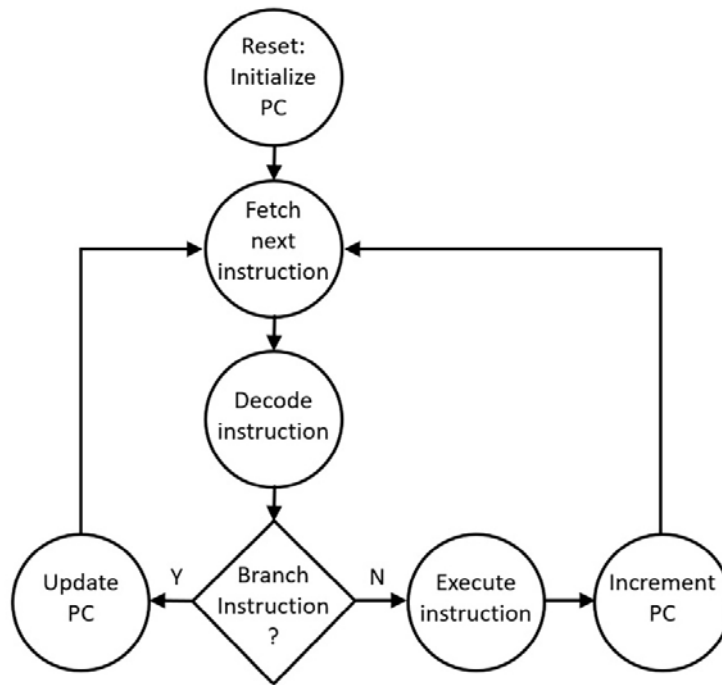 Reset:
Initialize
PC
Fetch
next
instruction
Decode
instruction
Update
PC
Y
Branch
Instruction
?
N
Execute
instruction
Increment
PC